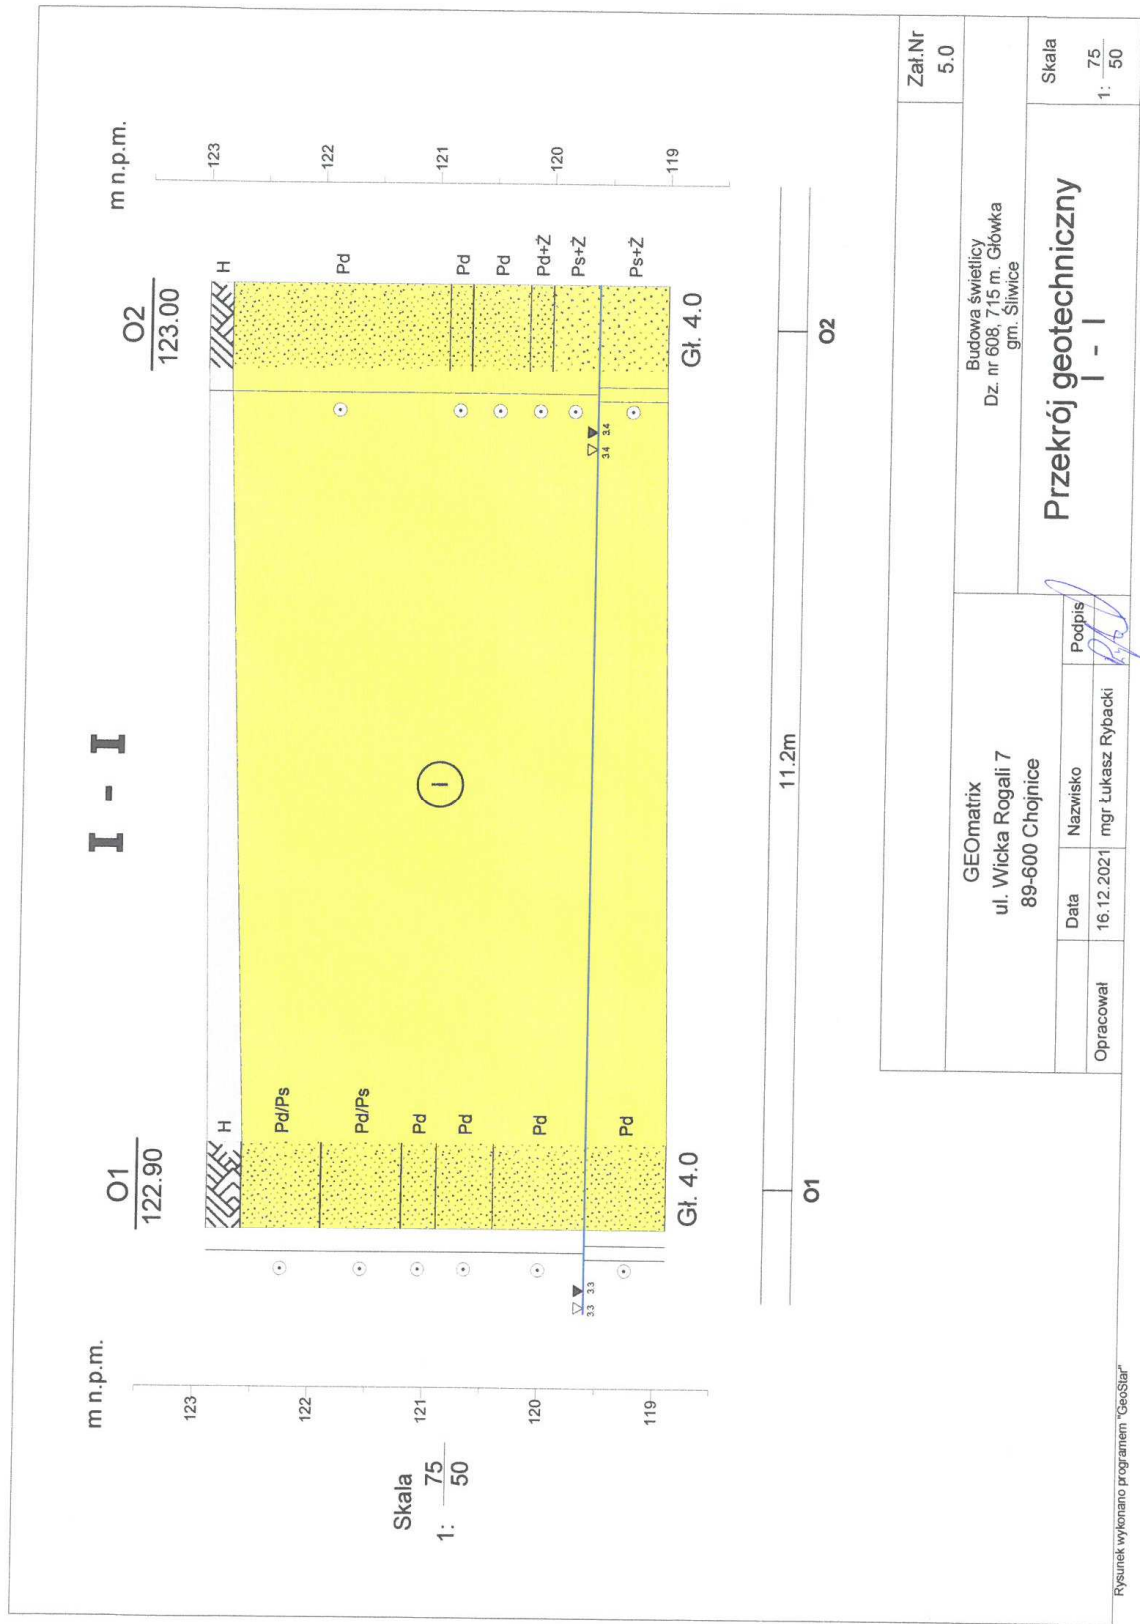 I - I
m n.p.m.
O1
122.90
O2
123.00
m n.p.m.
123
122
121
120
119
H
Pd/Ps
Pd/Ps
Pd
Pd
Pd
Pd
H
Pd
Pd
Pd
Pd+Ż
Ps+Ż
Ps+Ż
123
122
121
120
119
I
3.3
3.3
3.4
3.4
Gł. 4.0
Gł. 4.0
Skala
1: 75
50
11.2m
O1
O2
Zał.Nr
5.0
GEOmatrix
ul. Wicka Rogali 7
89-600 Chojnice
Budowa świetlicy
Dz. nr 608, 715 m. Główka
gm. Śliwice
Data
Nazwisko
Podpis
Opracował
16.12.2021
mgr Łukasz Rybacki
Przekrój geotechniczny
I - I
Skala
1: 75
50
Rysunek wykonano programem "GeoStar"